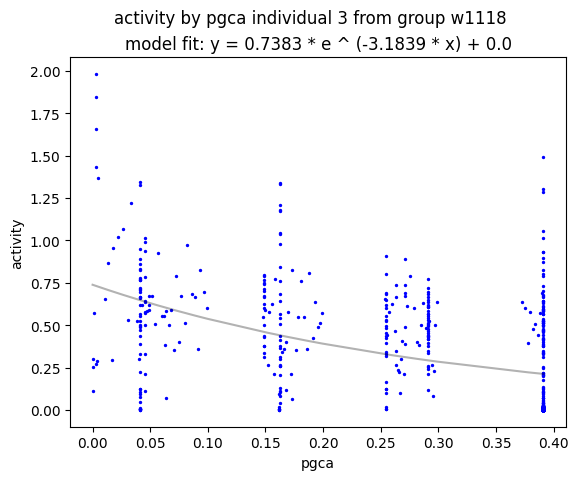 activity by pgca individual 3 from group w1118
model fit: y = 0.7383 * e ^ (-3.1839 * x) + 0.0
2.00
1.75
1.50
1.25
1.00
0.75
0.50
0.25
0.00
activity
0.00 0.05 0.10 0.15 0.20 0.25 0.30 0.35 0.40
pgca